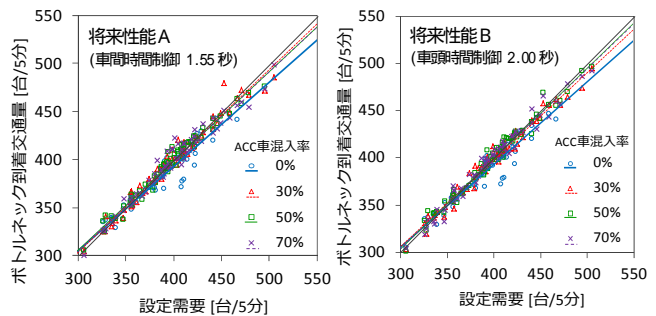 将来性能A
(車間時間制御 1.55 秒)
ボトルネック到着交通量 [台/5分]
550
500
450
400
350
300
ACC車混入率
0%
30%
50%
70%
300 350 400 450 500 550
設定需要 [台/5分]
将来性能B
(車頭時間制御 2.00 秒)
ボトルネック到着交通量 [台/5分]
550
500
450
400
350
300
ACC車混入率
0%
30%
50%
70%
300 350 400 450 500 550
設定需要 [台/5分]